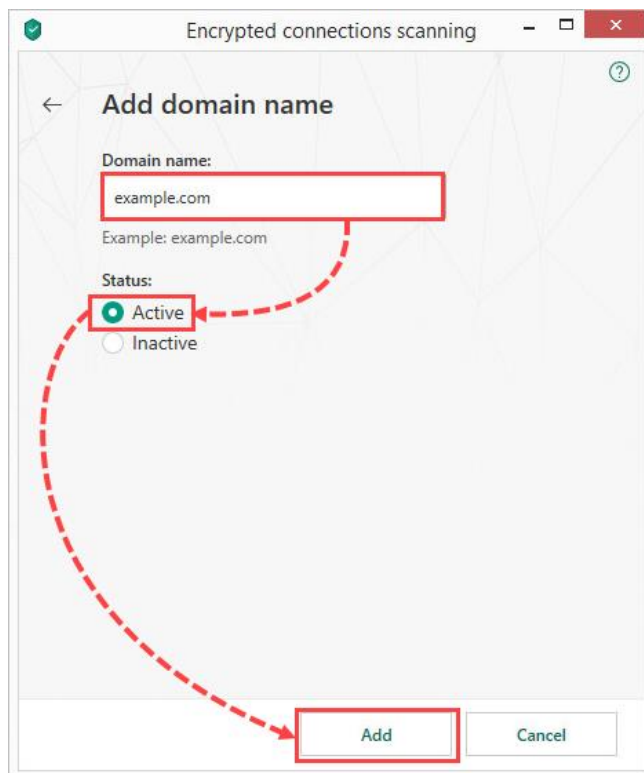 Encrypted connections scanning
Add domain name
Domain name:
example.com
Example: example.com
Status:
Active
Inactive
Add Cancel